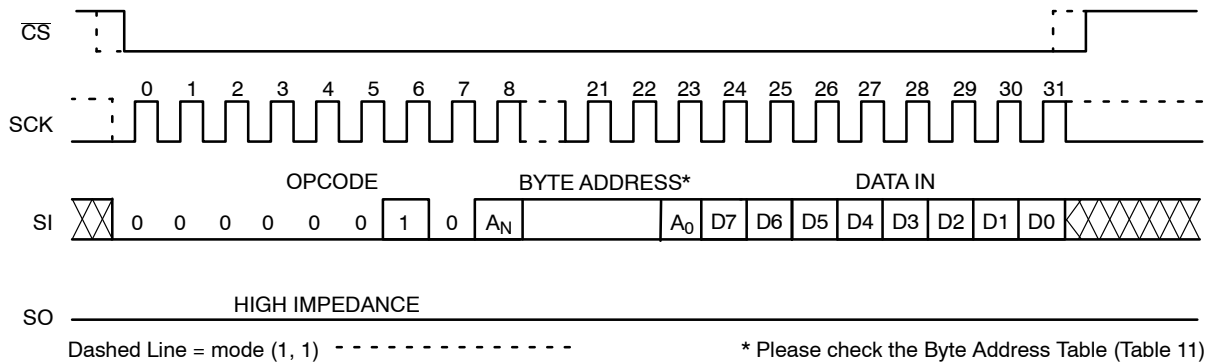 CS
0 1 2 3 4 5 6 7 8 21 22 23 24 25 26 27 28 29 30 31
SCK
OPCODE BYTE ADDRESS* DATA IN
SI 0 0 0 0 0 0 1 0 AN A0 D7 D6 D5 D4 D3 D2 D1 D0
HIGH IMPEDANCE
SO
Dashed Line = mode (1, 1) * Please check the Byte Address Table (Table 11)